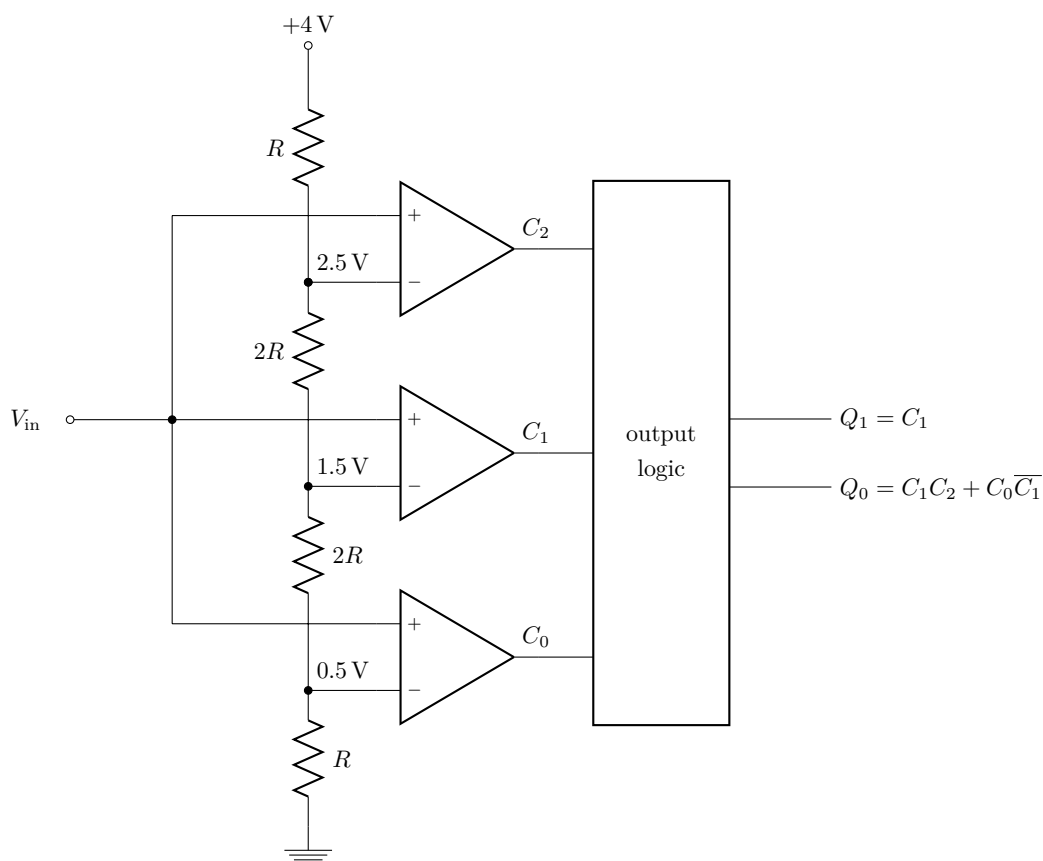 +4 V
R
+
C₂
2.5 V
−
2R
V_in
+
C₁
Q₁ = C₁
output
logic
1.5 V
−
Q₀ = C₁C₂ + C₀C̅₁̅
2R
+
C₀
0.5 V
−
R